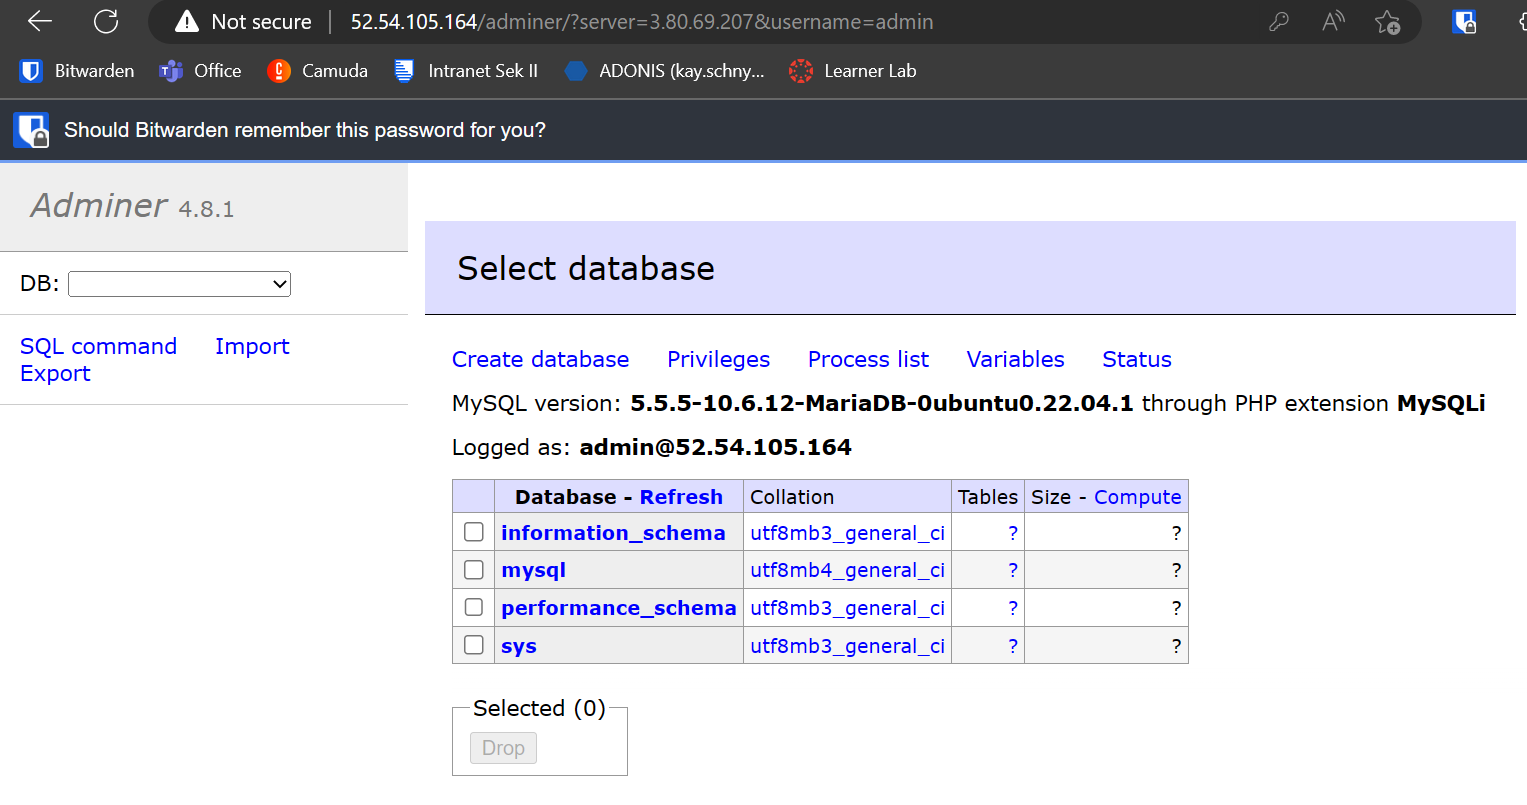 Not secure 52.54.105.164/adminer/?server=3.80.69.207&username=admin
Bitwarden Office Camuda Intranet Sek II ADONIS (kay.schny... Learner Lab
Should Bitwarden remember this password for you?
Adminer 4.8.1
DB:
SQL command Import
Export
Select database
Create database Privileges Process list Variables Status
MySQL version: 5.5.5-10.6.12-MariaDB-0ubuntu0.22.04.1 through PHP extension MySQLi
Logged as: admin@52.54.105.164
Database - Refresh Collation Tables Size - Compute
information_schema utf8mb3_general_ci ? ?
mysql utf8mb4_general_ci ? ?
performance_schema utf8mb3_general_ci ? ?
sys utf8mb3_general_ci ? ?
Selected (0)
Drop